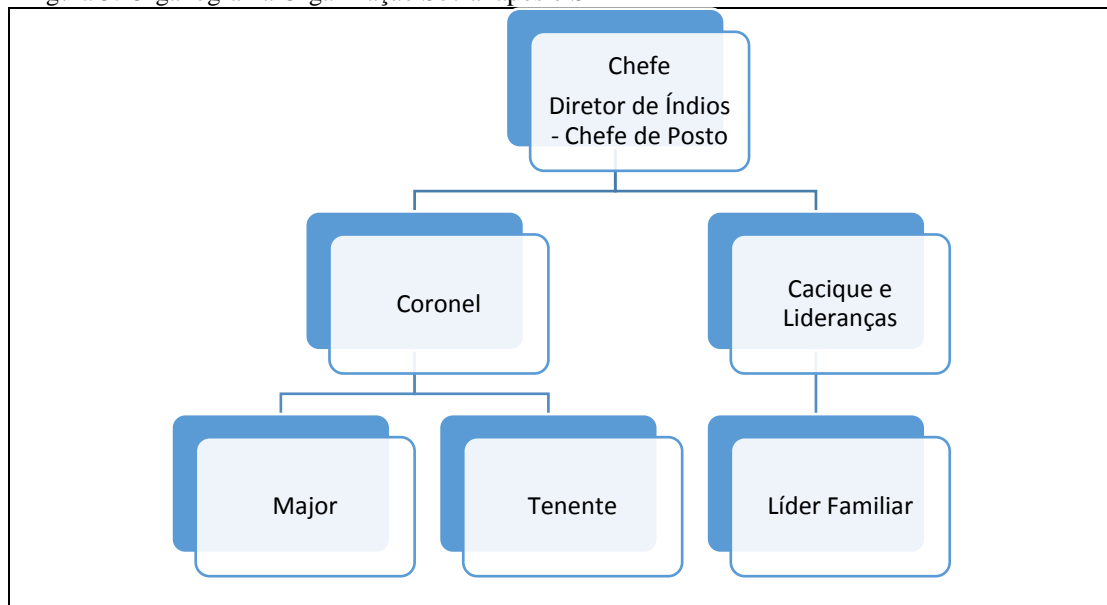 Chefe
Diretor de Índios
- Chefe de Posto
Coronel
Cacique e
Lideranças
Major
Tenente
Líder Familiar